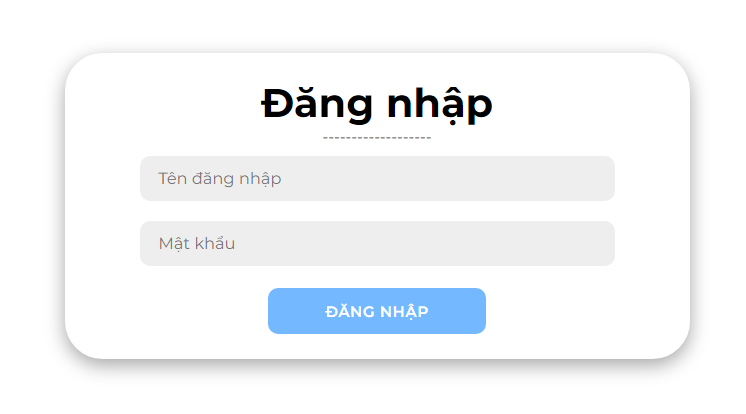 Đăng nhập
-------------------
Tên đăng nhập
Mật khẩu
ĐĂNG NHẬP